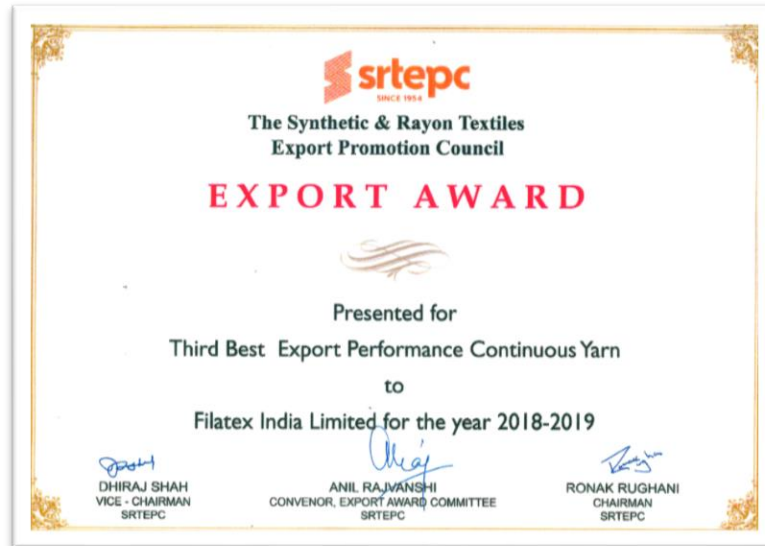 srtepc
SINCE 1954
The Synthetic & Rayon Textiles
Export Promotion Council
EXPORT AWARD
Presented for
Third Best Export Performance Continuous Yarn
to
Filatex India Limited for the year 2018-2019
DHIRAJ SHAH
VICE - CHAIRMAN
SRTEPC
ANIL RAJVANSHI
CONVENOR, EXPORT AWARD COMMITTEE
SRTEPC
RONAK RUGHANI
CHAIRMAN
SRTEPC